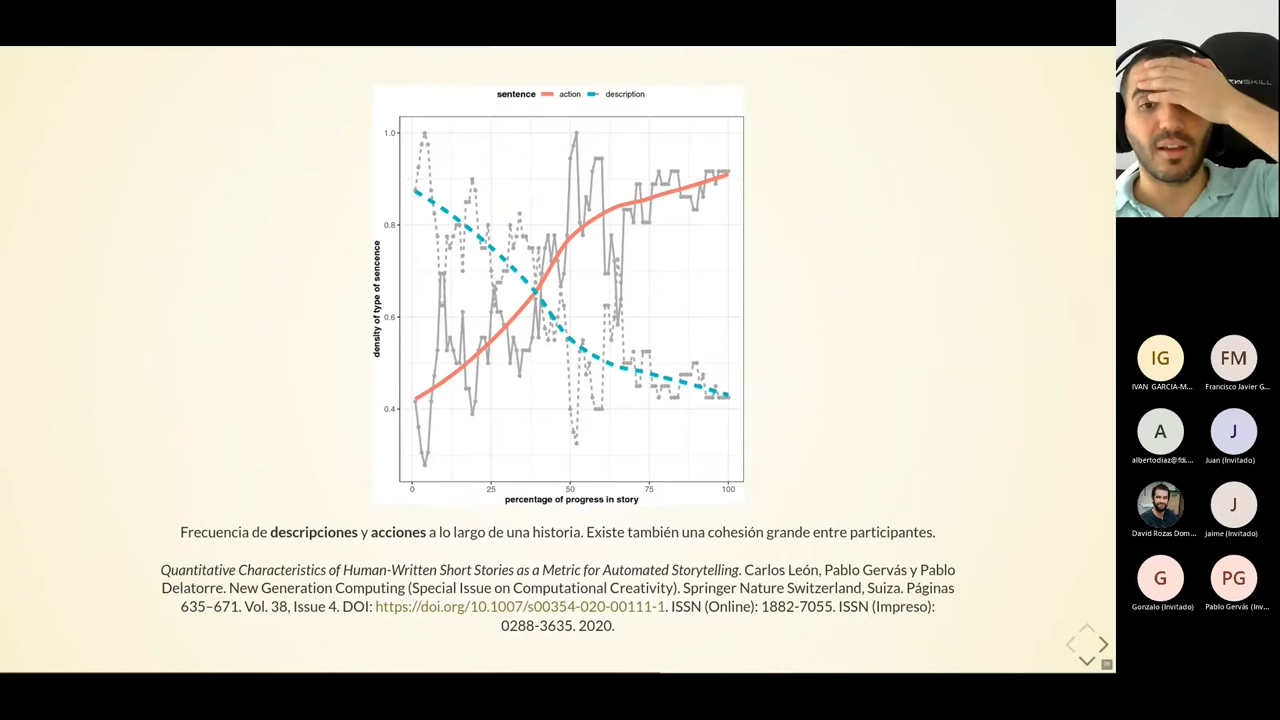 sentence action description
1.0
0.8
0.6
0.4
density of type of sencence
0 25 50 75 100
percentage of progress in story
Frecuencia de descripciones y acciones a lo largo de una historia. Existe también una cohesión grande entre participantes.
Quantitative Characteristics of Human-Written Short Stories as a Metric for Automated Storytelling. Carlos León, Pablo Gervás y Pablo
Delatorre. New Generation Computing (Special Issue on Computational Creativity). Springer Nature Switzerland, Suiza. Páginas
635–671. Vol. 38, Issue 4. DOI: https://doi.org/10.1007/s00354-020-00111-1. ISSN (Online): 1882-7055. ISSN (Impreso):
0288-3635. 2020.
IG FM
IVAN GARCIA-M... Francisco Javier G...
A J
albertodiaz@fdi.... Juan (Invitado)
J
David Rozas Dom... jaime (Invitado)
G PG
Gonzalo (Invitado) Pablo Gervás (Inv...